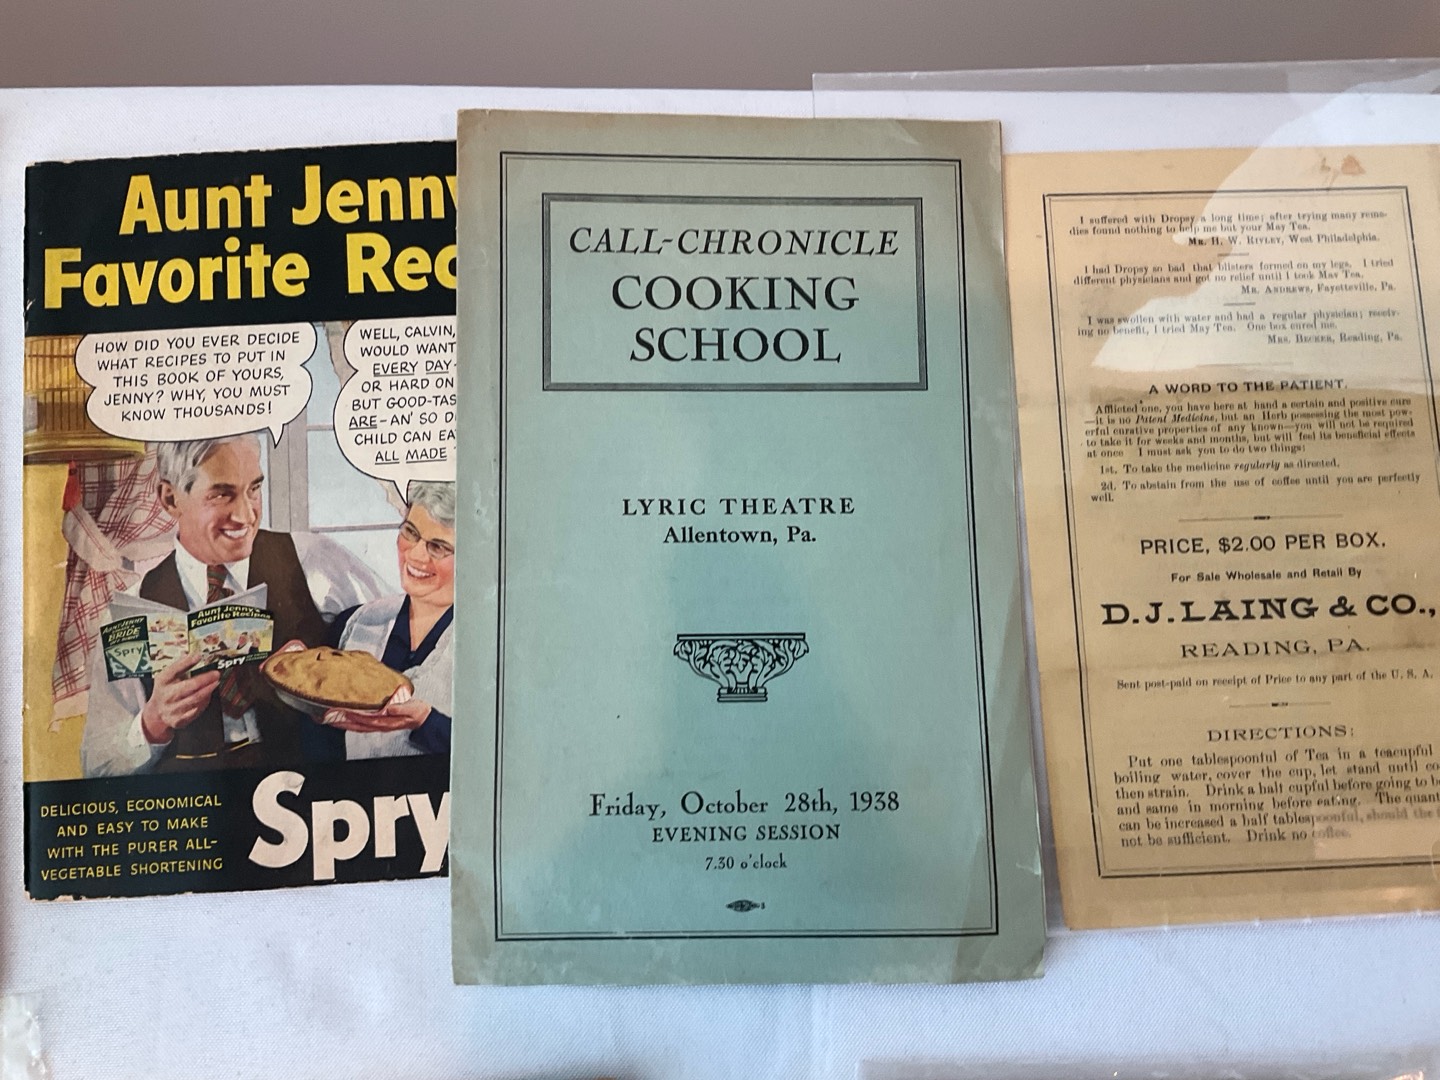 Aunt Jenny
Favorite Rec
HOW DID YOU EVER DECIDE
WHAT RECIPES TO PUT IN
THIS BOOK OF YOURS,
JENNY? WHY, YOU MUST
KNOW THOUSANDS!
WELL, CALVIN,
WOULD WANT
EVERY DAY-
OR HARD ON
BUT GOOD-TAS
ARE-AN' SO D
CHILD CAN EA
ALL MADE
Aunt Jenny's
Favorite Recipes
BRIDE
Spry
Spry
DELICIOUS, ECONOMICAL
AND EASY TO MAKE
WITH THE PURER ALL-
VEGETABLE SHORTENING
Spry
CALL-CHRONICLE
COOKING
SCHOOL
LYRIC THEATRE
Allentown, Pa.
Friday, October 28th, 1938
EVENING SESSION
7.30 o'clock
I suffered with Dropsy a long time; after trying many reme-
dies found nothing to help me but your May Tea.
MR. H. W. RIVLEY, West Philadelphia.
I had Dropsy so bad that blisters formed on my legs. I tried
different physicians and got no relief until I took May Tea.
MR. ANDREWS, Fayetteville, Pa.
I was swollen with water and had a regular physician; receiv-
ing no benefit, I tried May Tea. One box cured me.
MRS. BECKER, Reading, Pa.
A WORD TO THE PATIENT.
Afflicted one, you have here at hand a certain and positive cure
—it is no Patent Medicine, but an Herb possessing the most pow-
erful curative properties of any known—you will not be required
to take it for weeks and months, but will feel its beneficial effects
at once I must ask you to do two things:
1st. To take the medicine regularly as directed.
2d. To abstain from the use of coffee until you are perfectly
well.
PRICE, $2.00 PER BOX.
For Sale Wholesale and Retail By
D. J. LAING & CO.,
READING, PA.
Sent post-paid on receipt of Price to any part of the U. S. A.
DIRECTIONS:
Put one tablespoonful of Tea in a teacupful
boiling water, cover the cup, let stand until co
then strain. Drink a half cupful before going to b
and same in morning before eating. The quant
can be increased a half tablespoonful, should the
not be sufficient. Drink no coffee.